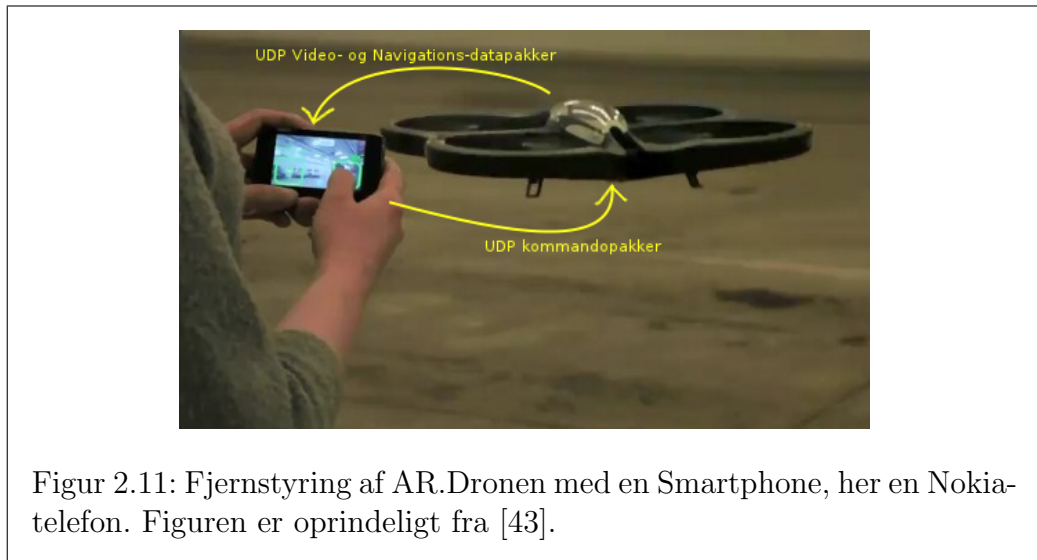 UDP Video- og Navigations-datapakker
UDP kommandopakker
Figur 2.11: Fjernstyring af AR.Dronen med en Smartphone, her en Nokia-
telefon. Figuren er oprindeligt fra [43].